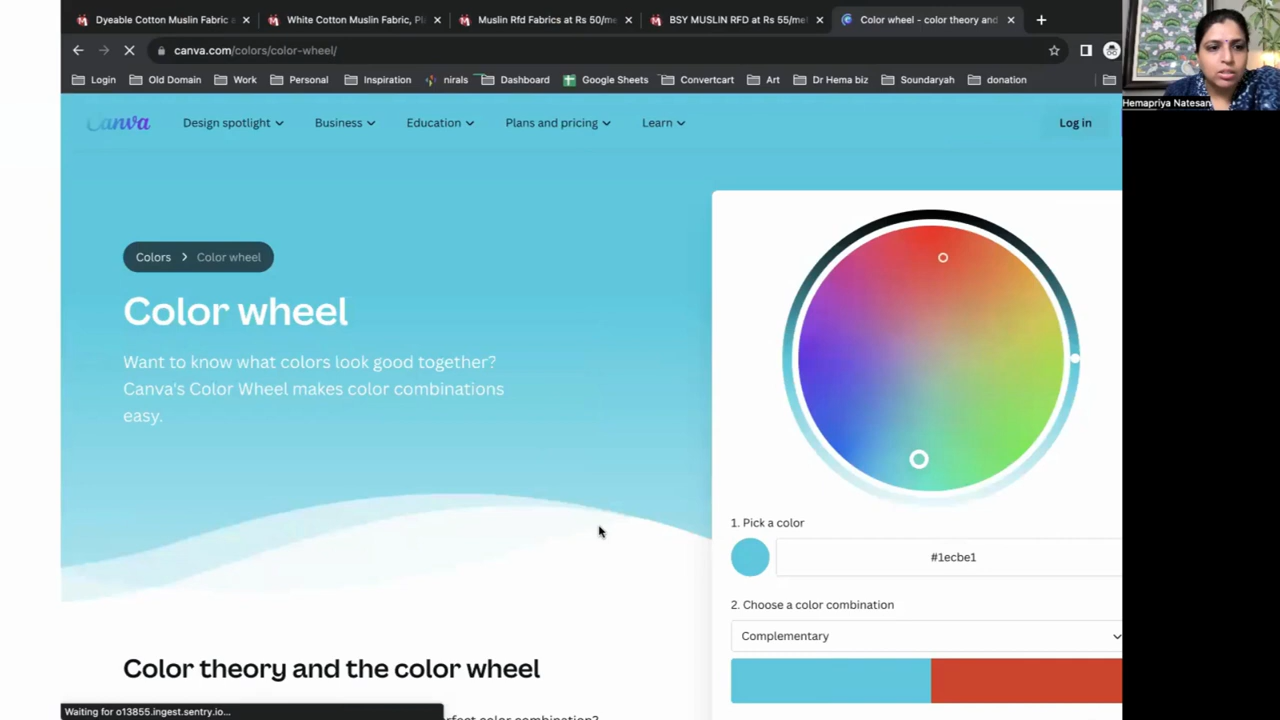 Dyeable Cotton Muslin Fabric a
White Cotton Muslin Fabric, Pl
Muslin Rfd Fabrics at Rs 50/me
BSY MUSLIN RFD at Rs 55/me
Color wheel - color theory and
canva.com/colors/color-wheel/
Login Old Domain Work Personal Inspiration nirals Dashboard Google Sheets Convertcart Art Dr Hema biz Soundaryah donation
Hemapriya Natesan
Canva Design spotlight Business Education Plans and pricing Learn Log in
Colors > Color wheel
Color wheel
Want to know what colors look good together?
Canva's Color Wheel makes color combinations
easy.
1. Pick a color
#1ecbe1
2. Choose a color combination
Complementary
Color theory and the color wheel
Waiting for o13855.ingest.sentry.io...
color combination?